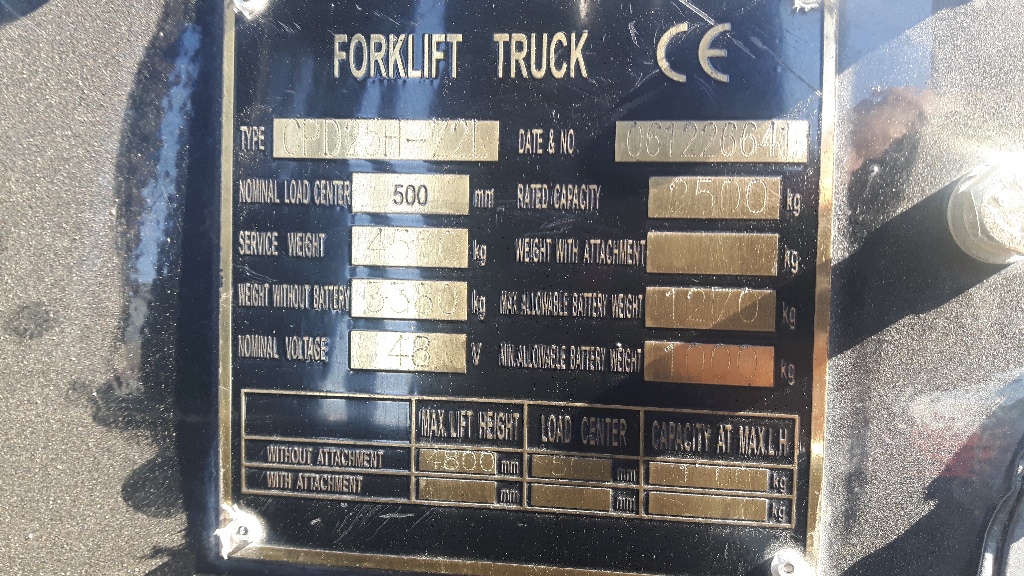 FORKLIFT TRUCK CE
TYPE DATE & NO.
NOMINAL LOAD CENTER 500 mm RATED CAPACITY 2500 kg
SERVICE WEIGHT kg WEIGHT WITH ATTACHMENT kg
WEIGHT WITHOUT BATTERY kg MAX ALLOWABLE BATTERY WEIGHT kg
NOMINAL VOLTAGE 48 V MIN.ALLOWABLE BATTERY WEIGHT kg
MAX.LIFT HEIGHT LOAD CENTER CAPACITY AT MAX.L.H
WITHOUT ATTACHMENT 4800 mm mm kg
WITH ATTACHMENT mm mm kg